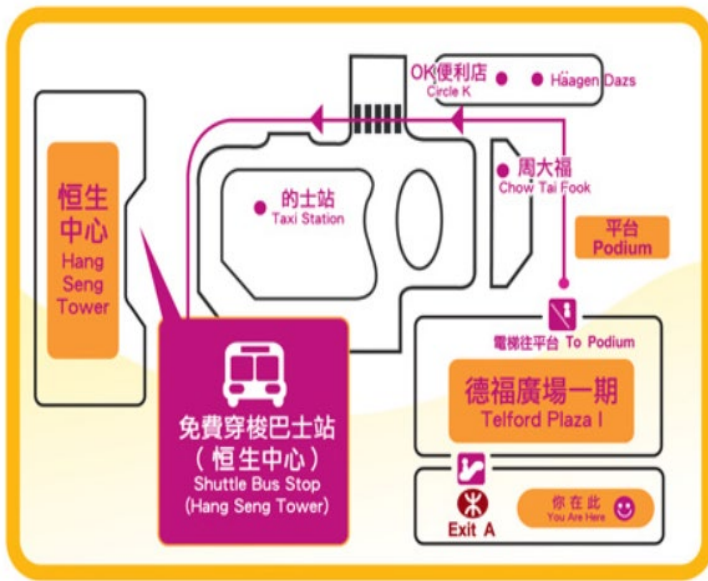 OK便利店
Circle K
Häagen Dazs
恒生
中心
Hang
Seng
Tower
的士站
Taxi Station
周大福
Chow Tai Fook
平台
Podium
電梯往平台 To Podium
德福廣場一期
Telford Plaza I
免費穿梭巴士站
(恒生中心)
Shuttle Bus Stop
(Hang Seng Tower)
Exit A
你在此
You Are Here